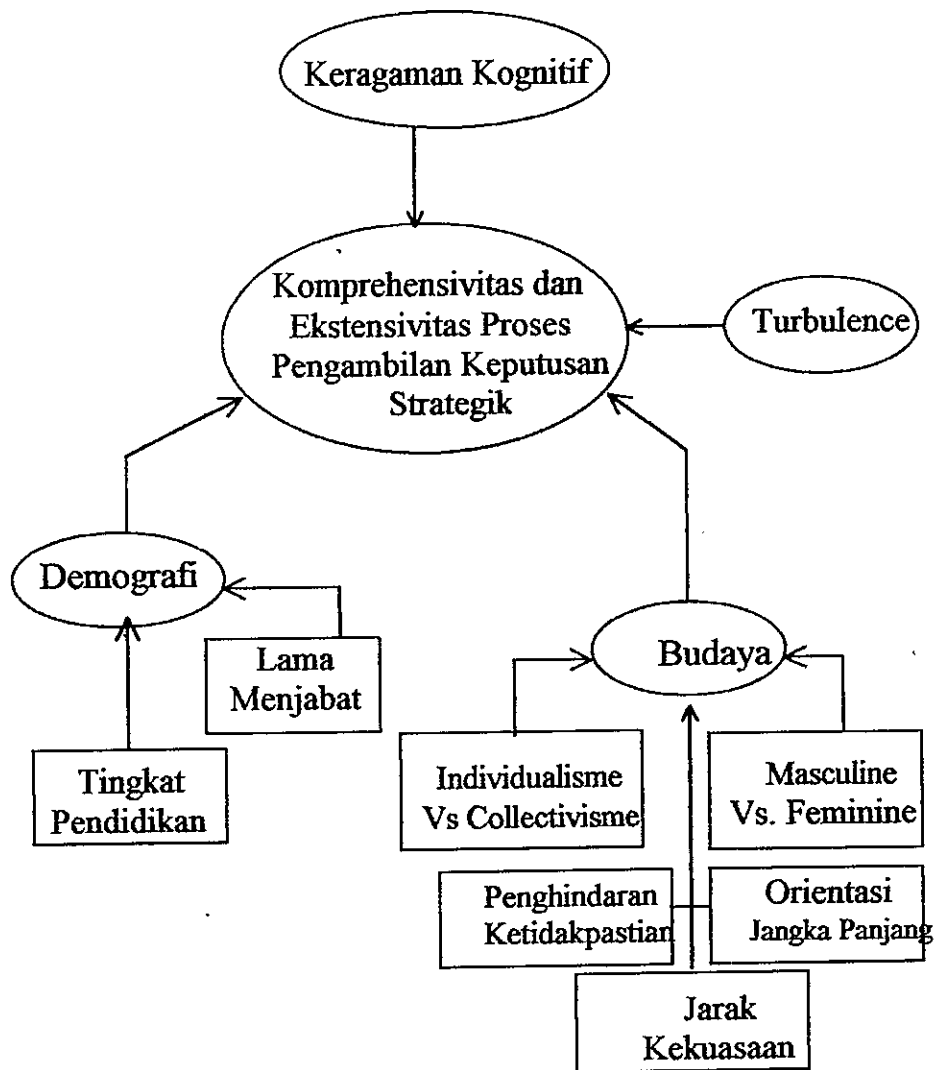 Keragaman Kognitif
Komprehensivitas dan
Ekstensivitas Proses
Pengambilan Keputusan
Strategik
Turbulence
Demografi
Lama
Menjabat
Tingkat
Pendidikan
Budaya
Individualisme
Vs Collectivisme
Masculine
Vs. Feminine
Penghindaran
Ketidakpastian
Orientasi
Jangka Panjang
Jarak
Kekuasaan